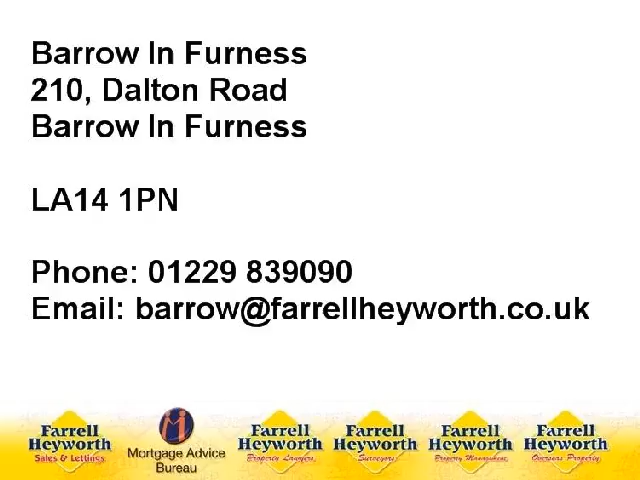 Barrow In Furness
210, Dalton Road
Barrow In Furness
LA14 1PN
Phone: 01229 839090
Email: barrow@farrellheyworth.co.uk
Farrell
Heyworth
Sales & Lettings
Mortgage Advice
Bureau
Farrell
Heyworth
Property Lawyers
Farrell
Heyworth
Surveyors
Farrell
Heyworth
Property Management
Farrell
Heyworth
Overseas Property